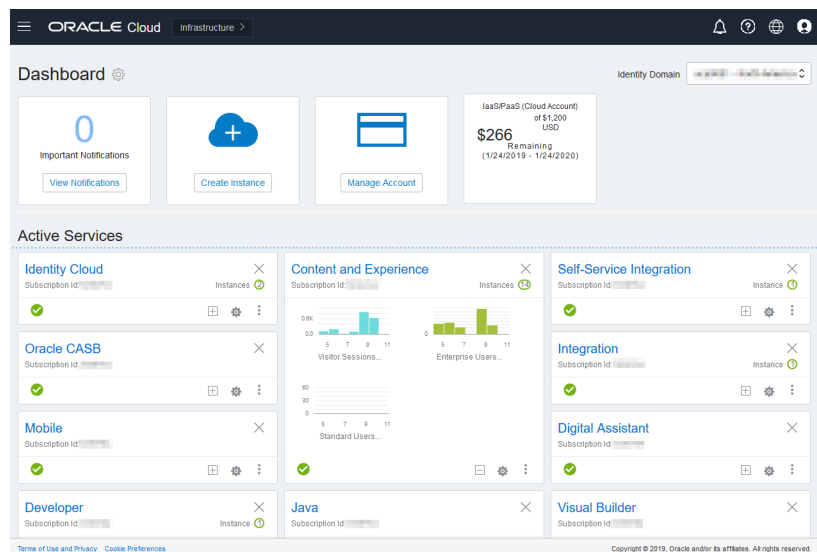 ORACLE Cloud Infrastructure >
Dashboard
Identity Domain
0
Important Notifications
View Notifications
Create Instance
Manage Account
IaaS/PaaS (Cloud Account)
$266 of $1,200 USD
Remaining
(1/24/2019 - 1/24/2020)
Active Services
Identity Cloud
Subscription Id:
Instances 2
Content and Experience
Subscription Id:
Instances 14
0.6K
0.0
5 7 9 11
Visitor Sessions...
0
5 7 9 11
Enterprise Users...
60
30
0
5 7 9 11
Standard Users...
Self-Service Integration
Subscription Id:
Instance 1
Oracle CASB
Subscription Id:
Integration
Subscription Id:
Instance 1
Mobile
Subscription Id:
Digital Assistant
Subscription Id
Developer
Subscription Id
Instance 1
Java
Subscription Id
Visual Builder
Subscription Id
Terms of Use and Privacy Cookie Preferences
Copyright © 2019, Oracle and/or its affiliates. All rights reserved.